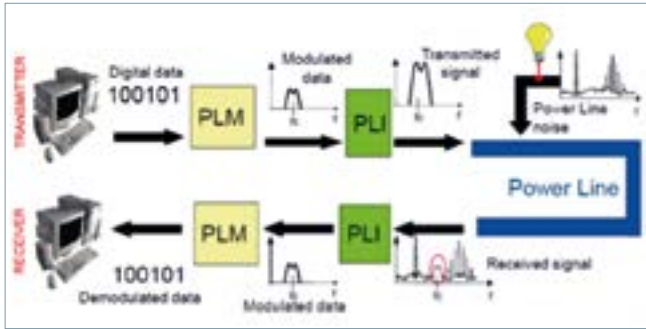 TRANSMATTER
Digital data
100101
PLM
Modulated
data
PLI
Transmitted
signal
Power Line
noise
Power Line
RECEIVER
100101
Demodulated data
PLM
Modulated data
PLI
Received signal